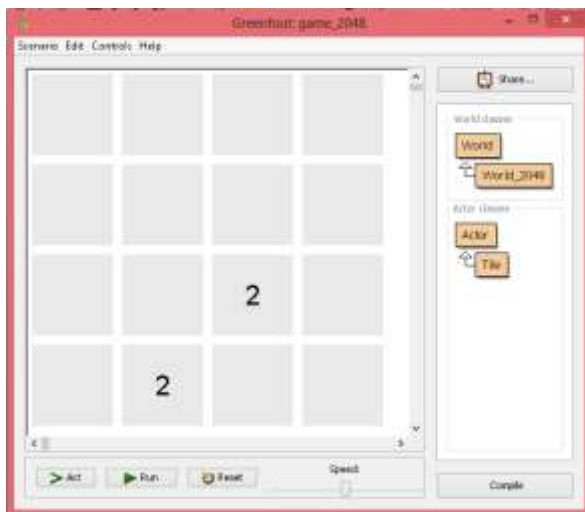 Greenfoot: game_2048
Scenario Edit Controls Help
Share...
World classes
World
World_2048
Actor classes
Actor
Tile
2
2
Act
Run
Reset
Speed:
Compile